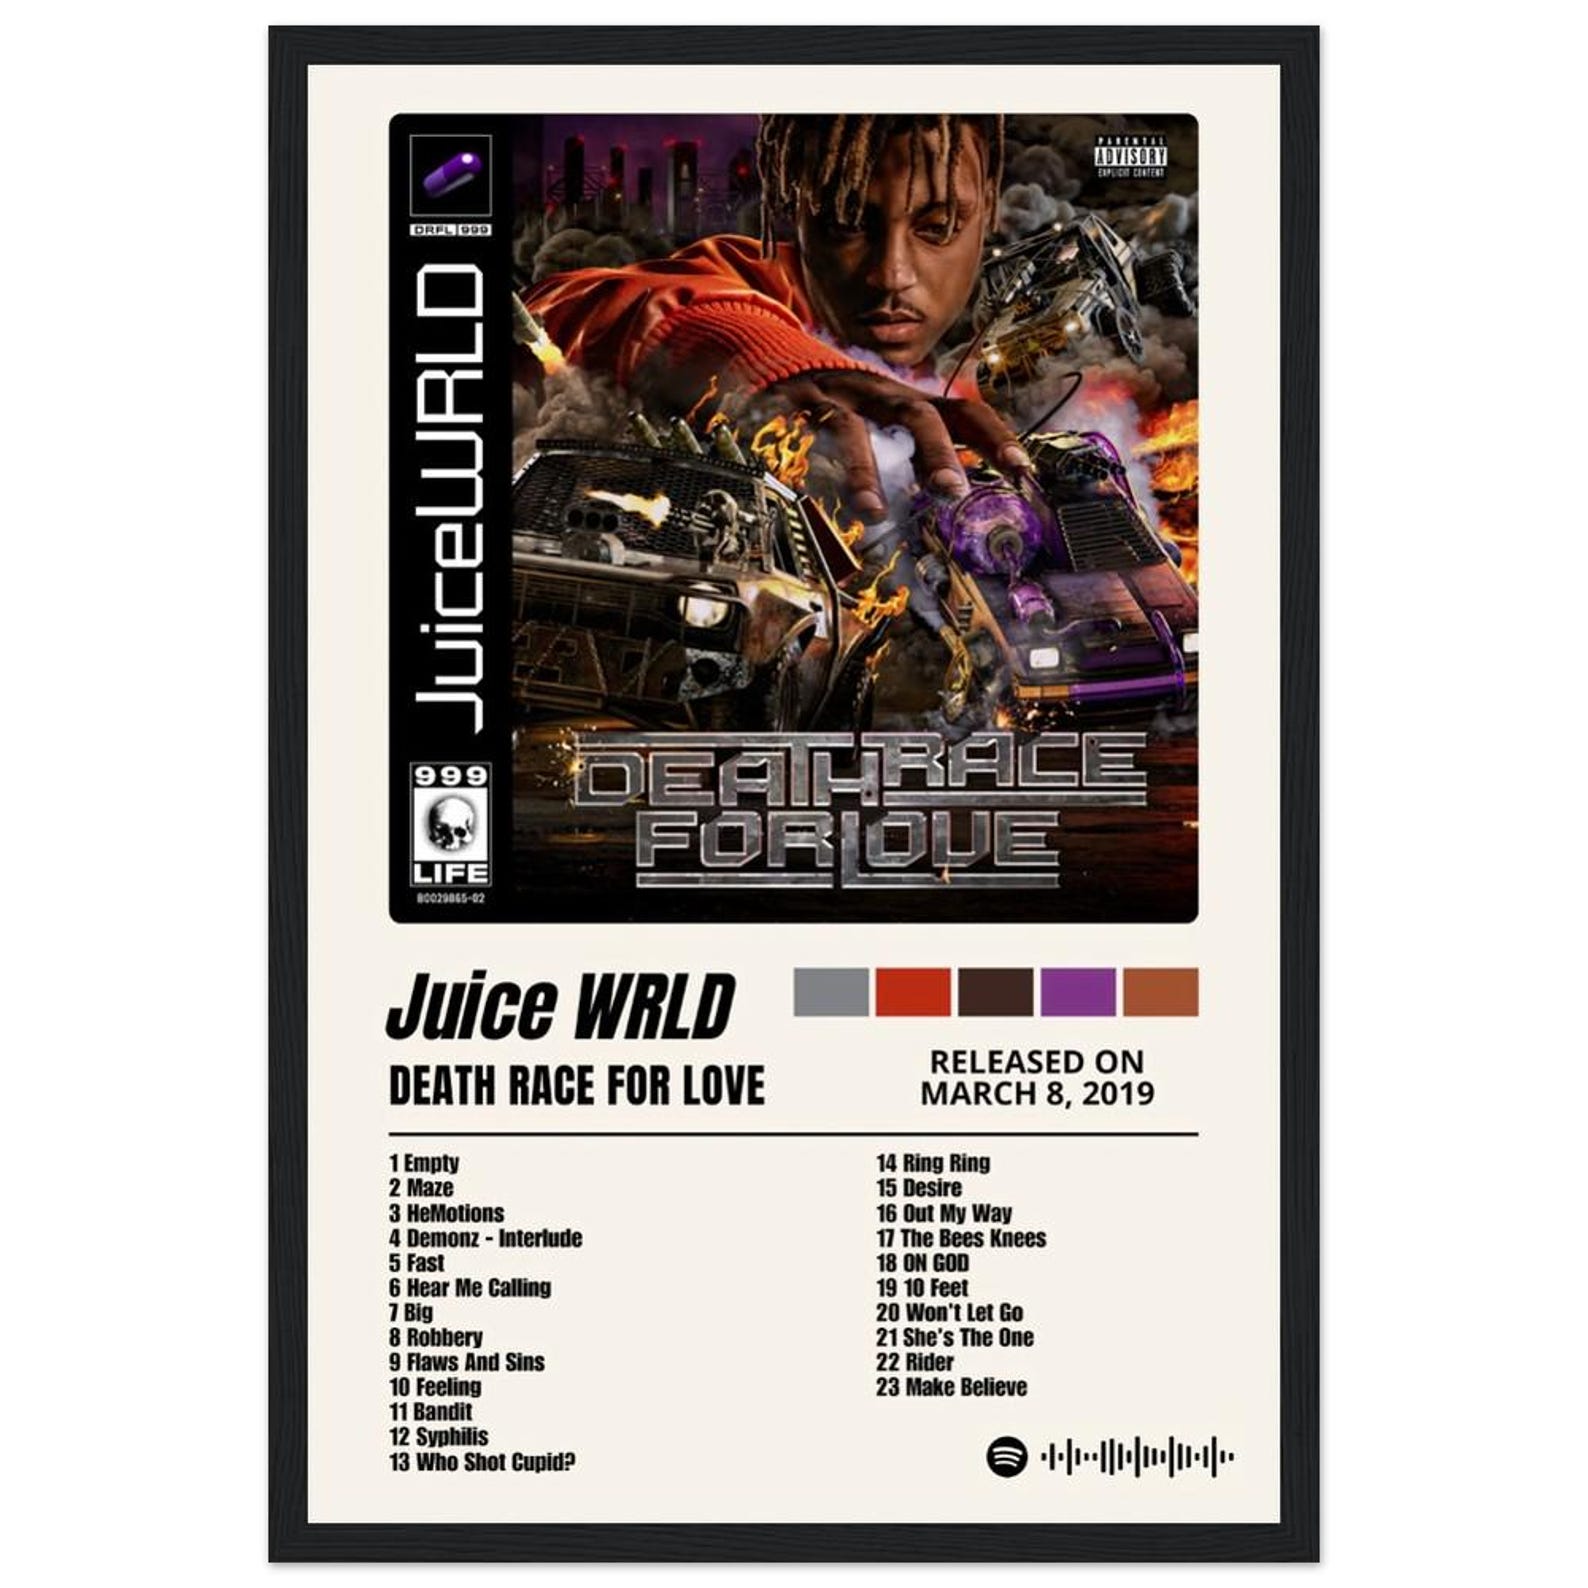 PARENTAL
ADVISORY
EXPLICIT CONTENT
DRFL 999
JuiceWRLD
999
LIFE
80029865-02
DEATH RACE
FOR LOVE
Juice WRLD
DEATH RACE FOR LOVE
RELEASED ON
MARCH 8, 2019
1 Empty
2 Maze
3 HeMotions
4 Demonz - Interlude
5 Fast
6 Hear Me Calling
7 Big
8 Robbery
9 Flaws And Sins
10 Feeling
11 Bandit
12 Syphilis
13 Who Shot Cupid?
14 Ring Ring
15 Desire
16 Out My Way
17 The Bees Knees
18 ON GOD
19 10 Feet
20 Won't Let Go
21 She's The One
22 Rider
23 Make Believe